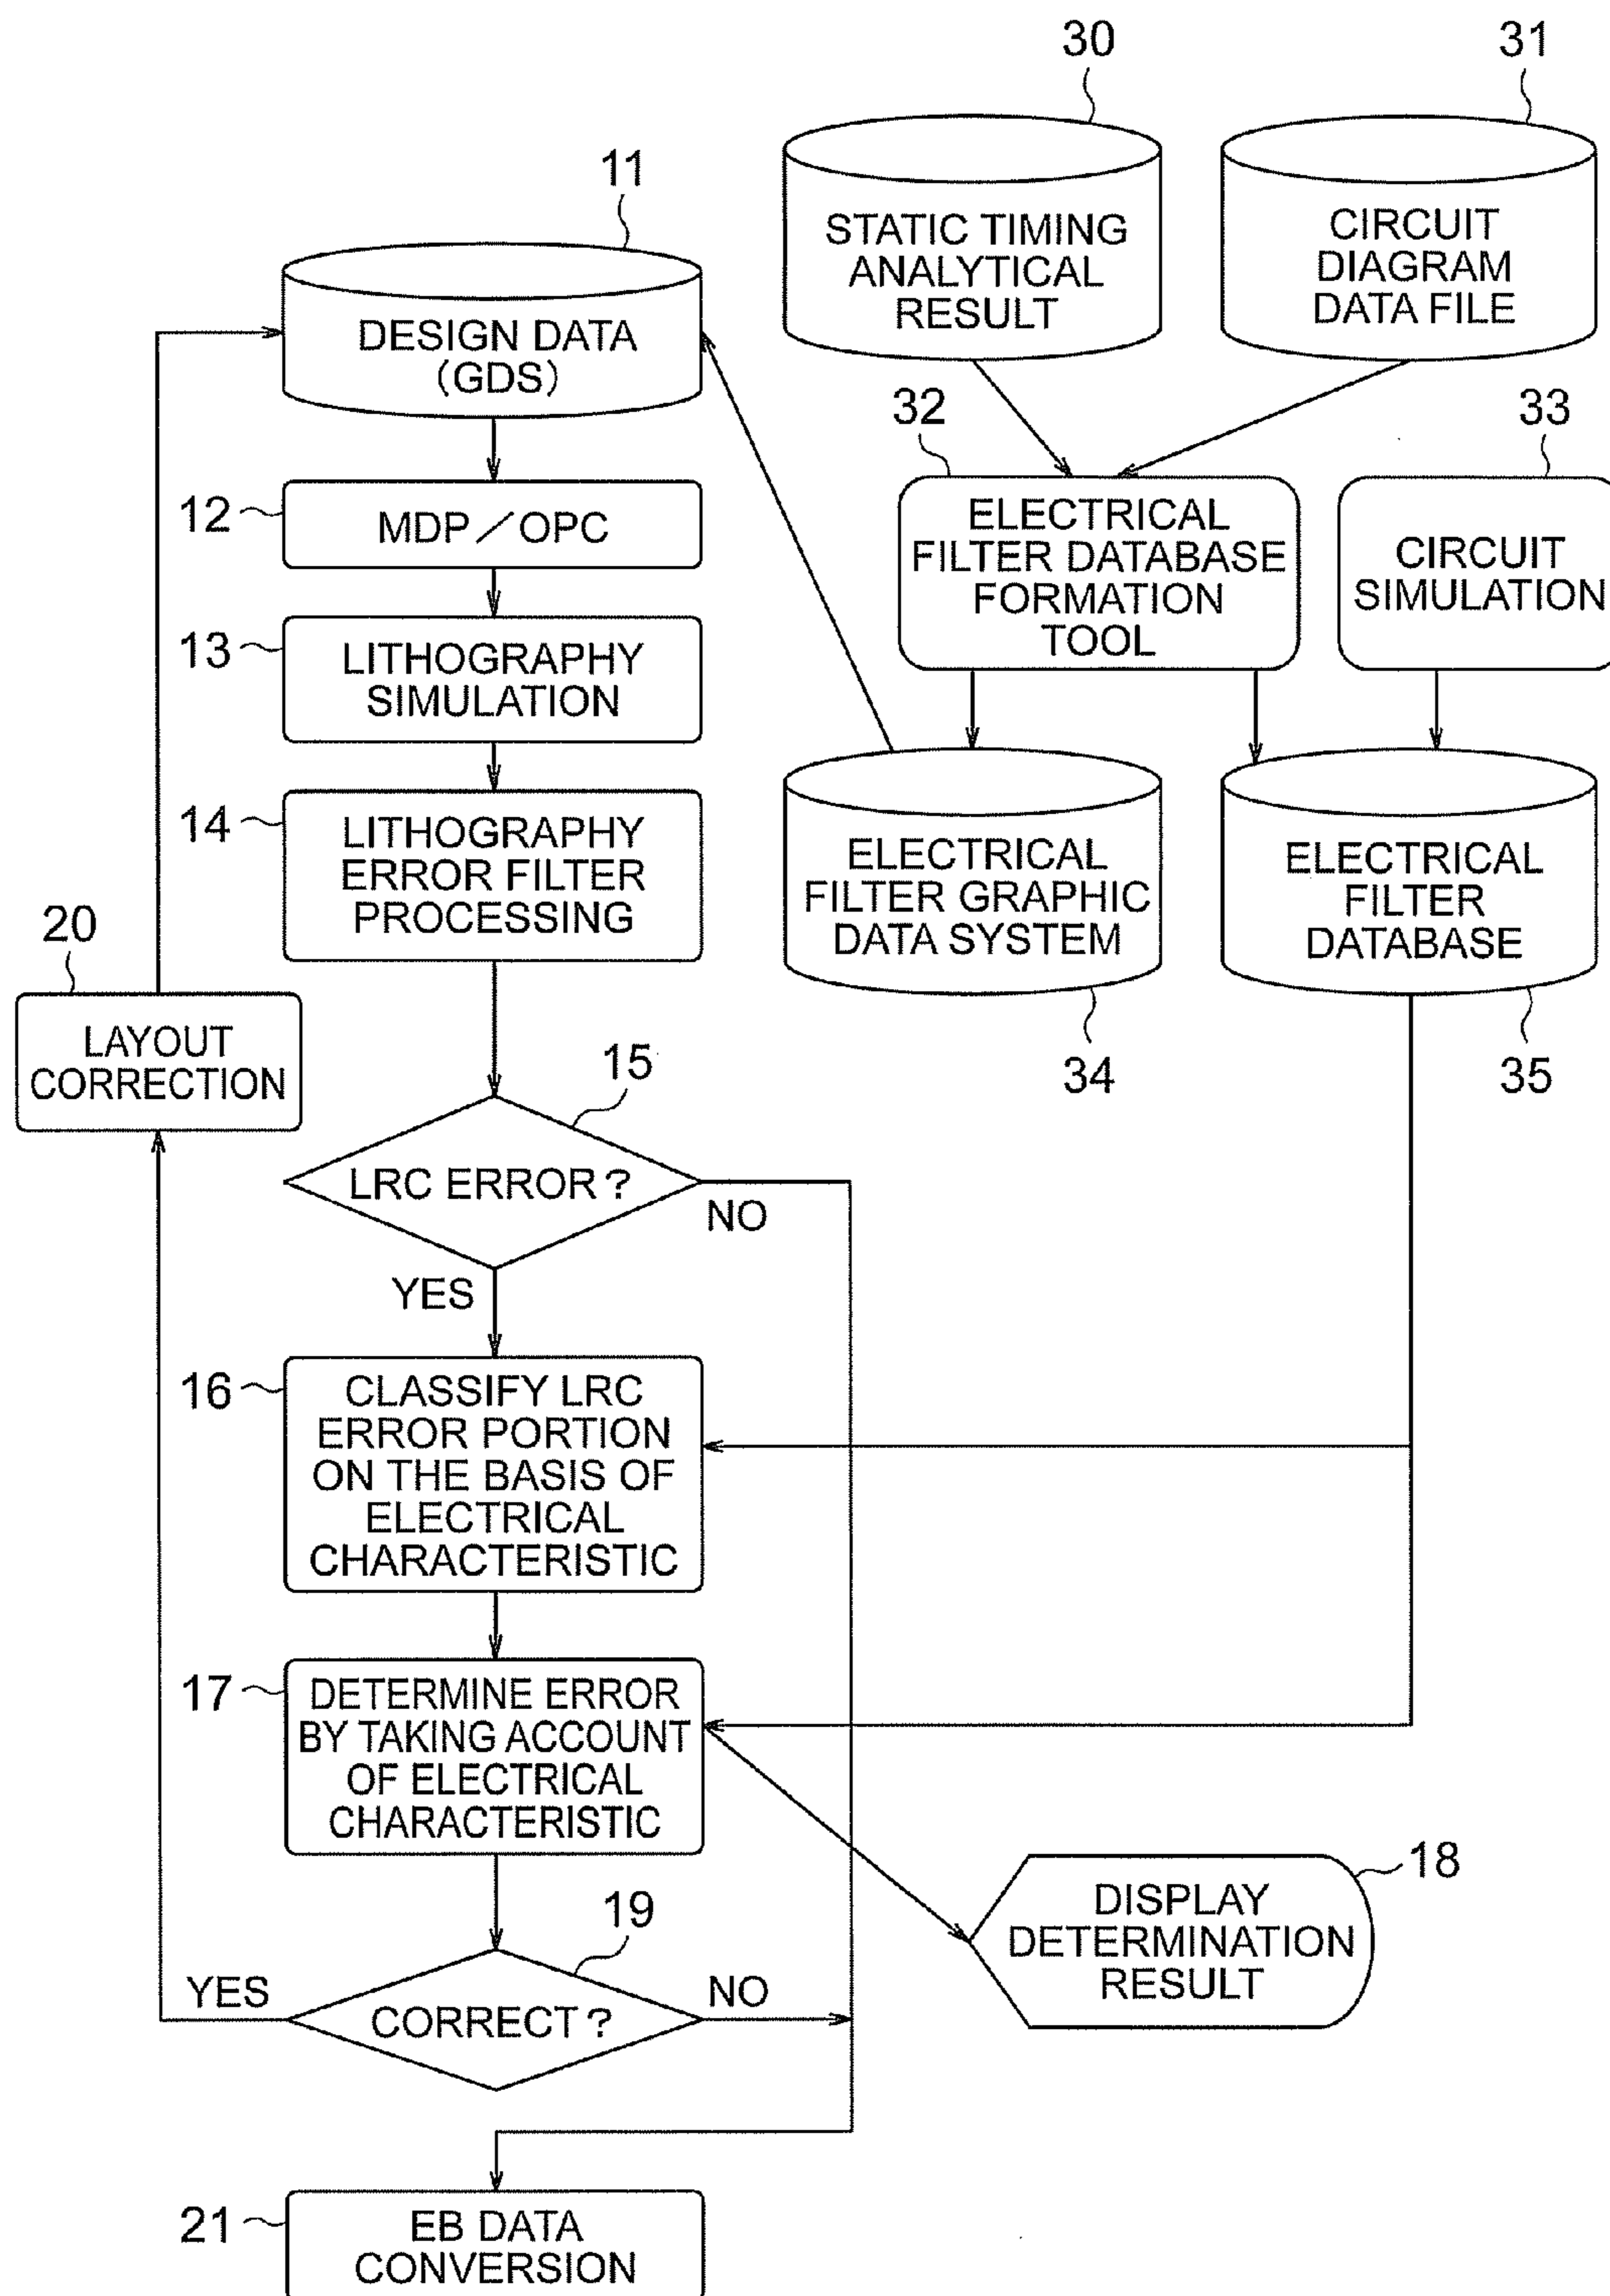 30
31
11
STATIC TIMING
ANALYTICAL
RESULT
CIRCUIT
DIAGRAM
DATA FILE
DESIGN DATA
(GDS)
32
33
12
MDP/OPC
ELECTRICAL
FILTER DATABASE
FORMATION
TOOL
CIRCUIT
SIMULATION
13
LITHOGRAPHY
SIMULATION
14
LITHOGRAPHY
ERROR FILTER
PROCESSING
ELECTRICAL
FILTER GRAPHIC
DATA SYSTEM
ELECTRICAL
FILTER
DATABASE
20
LAYOUT
CORRECTION
34
35
15
LRC ERROR?
NO
YES
16
CLASSIFY LRC
ERROR PORTION
ON THE BASIS OF
ELECTRICAL
CHARACTERISTIC
17
DETERMINE ERROR
BY TAKING ACCOUNT
OF ELECTRICAL
CHARACTERISTIC
18
DISPLAY
DETERMINATION
RESULT
19
YES
CORRECT?
NO
21
EB DATA
CONVERSION